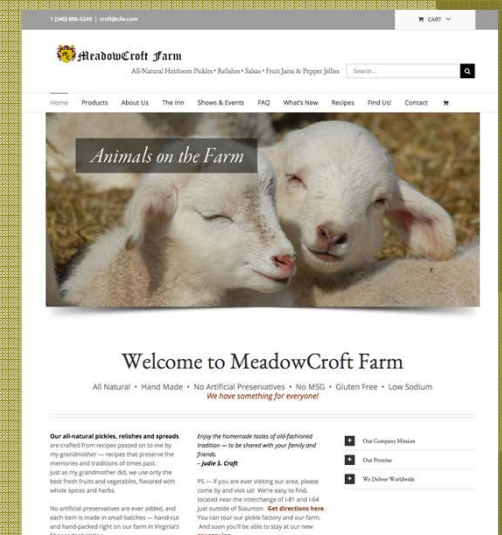 1 (540) 886-5249 | croft@cfw.com
CART
MeadowCroft Farm
All-Natural Heirloom Pickles • Relishes • Salsas • Fruit Jams & Pepper Jellies
Search...
Home Products About Us The Inn Shows & Events FAQ What's New Recipes Find Us! Contact
Animals on the Farm
Welcome to MeadowCroft Farm
All Natural • Hand Made • No Artificial Preservatives • No MSG • Gluten Free • Low Sodium
We have something for everyone!
Our all-natural pickles, relishes and spreads
are crafted from recipes passed on to me by
my grandmother — recipes that preserve the
memories and traditions of times past.
Just as my grandmother did, we use only the
best fresh fruits and vegetables, flavored with
whole spices and herbs.
No artificial preservatives are ever added, and
each item is made in small batches — hand-cut
and hand-packed right on our farm in Virginia's
Enjoy the homemade tastes of old-fashioned
tradition — to be shared with your family and
friends.
– Judie S. Croft
PS — If you are ever visiting our area, please
come by and visit us! We're easy to find,
located near the interchange of I-81 and I-64
just outside of Staunton. Get directions here.
You can tour our pickle factory and our farm.
And soon you'll be able to stay at our new
Our Company Mission
Our Promise
We Deliver Worldwide